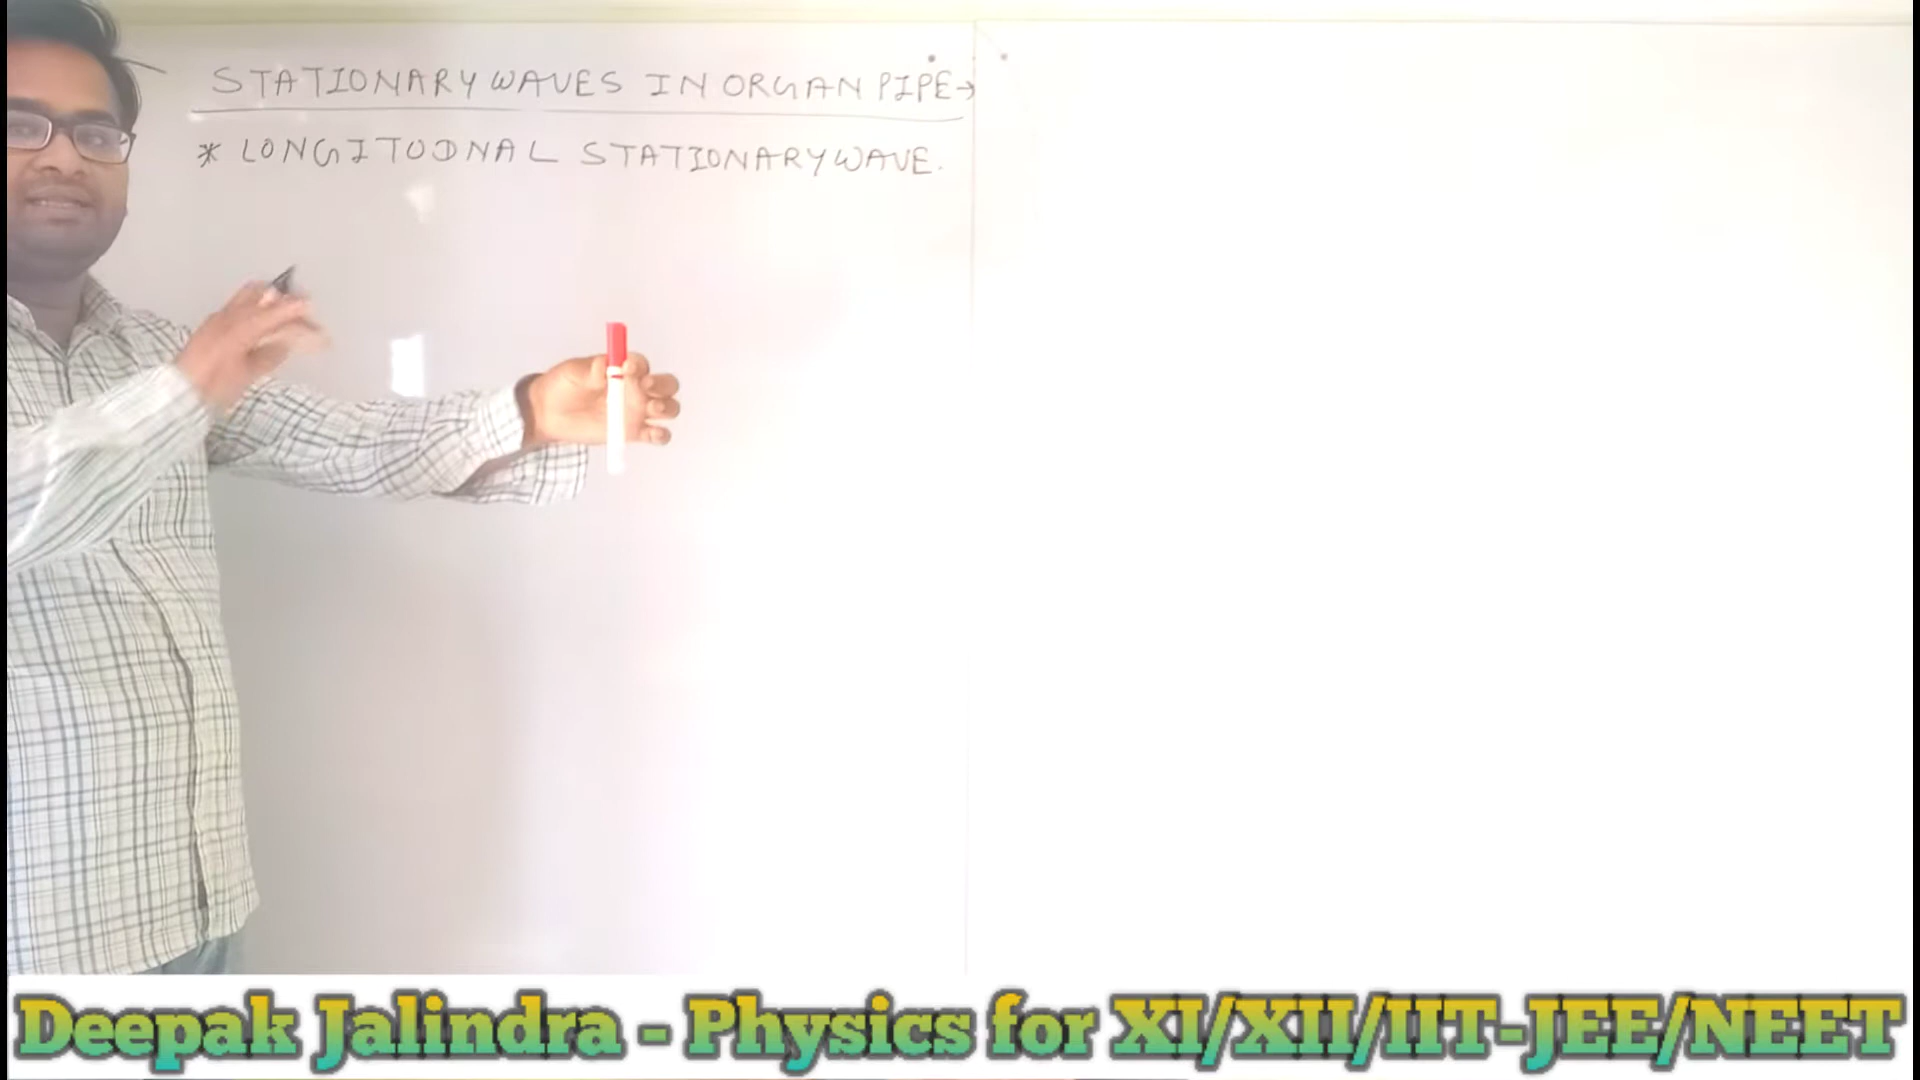 STATIONARY WAVES IN ORGAN PIPE→
* LONGITUDNAL STATIONARY WAVE.
Deepak Jalindra - Physics for XI/XII/IIT-JEE/NEET